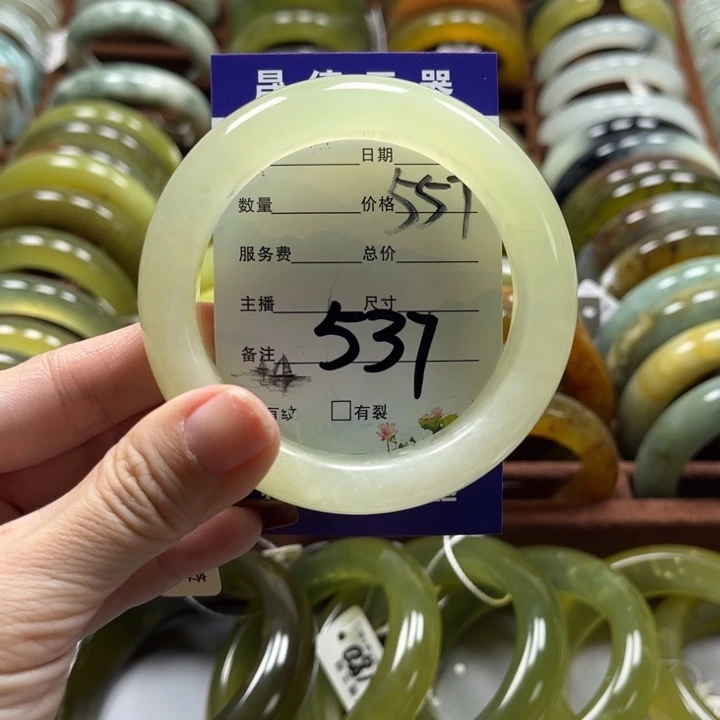 日期
数量 价格 557
服务费 总价
主播 尺寸
备注 537
有纹 □有裂